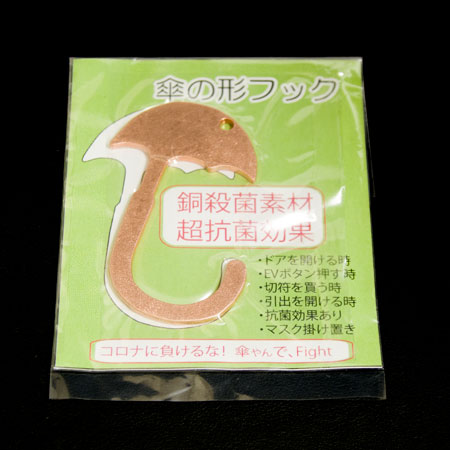 傘の形フック
銅殺菌素材
超抗菌効果
・ドアを開ける時
・EVボタン押す時
・切符を買う時
・引出を開ける時
・抗菌効果あり
・マスク掛け置き
コロナに負けるな！傘やんで、Fight